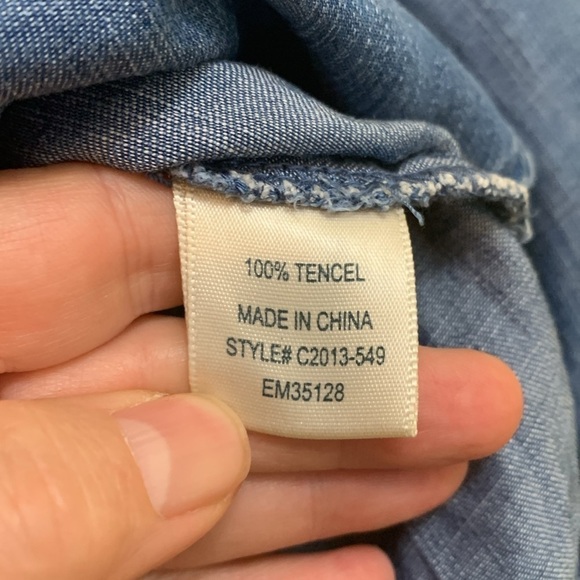 100% TENCEL
MADE IN CHINA
STYLE# C2013-549
EM35128